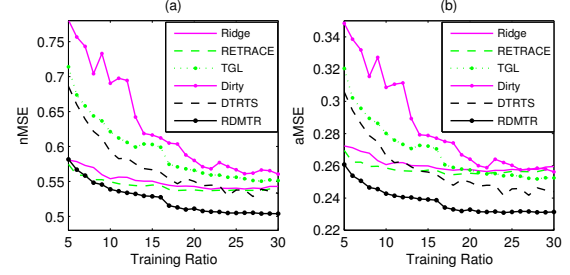 (a)
nMSE
0.75
0.7
0.65
0.6
0.55
0.5
5 10 15 20 25 30
Training Ratio
Ridge
RETRACE
TGL
Dirty
DTRTS
RDMTR
(b)
aMSE
0.34
0.32
0.3
0.28
0.26
0.24
0.22
5 10 15 20 25 30
Training Ratio
Ridge
RETRACE
TGL
Dirty
DTRTS
RDMTR